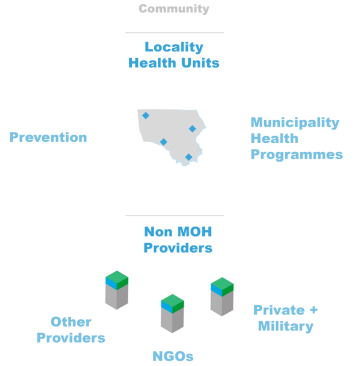 Community
Locality
Health Units
Prevention
Municipality
Health
Programmes
Non MOH
Providers
Other
Providers
Private +
Military
NGOs